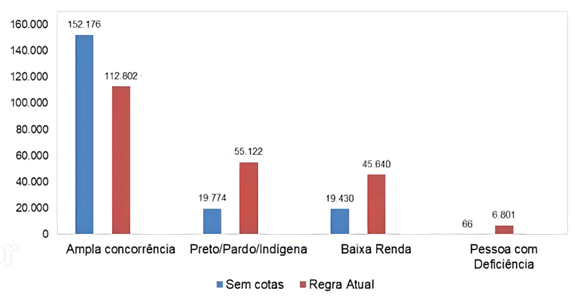 160.000
152.176
140.000
120.000
112.802
100.000
80.000
60.000
55.122
45.640
40.000
20.000
19.774
19.430
66
6.801
0
Ampla concorrência
Preto/Pardo/Indígena
Baixa Renda
Pessoa com
Deficiência
Sem cotas
Regra Atual